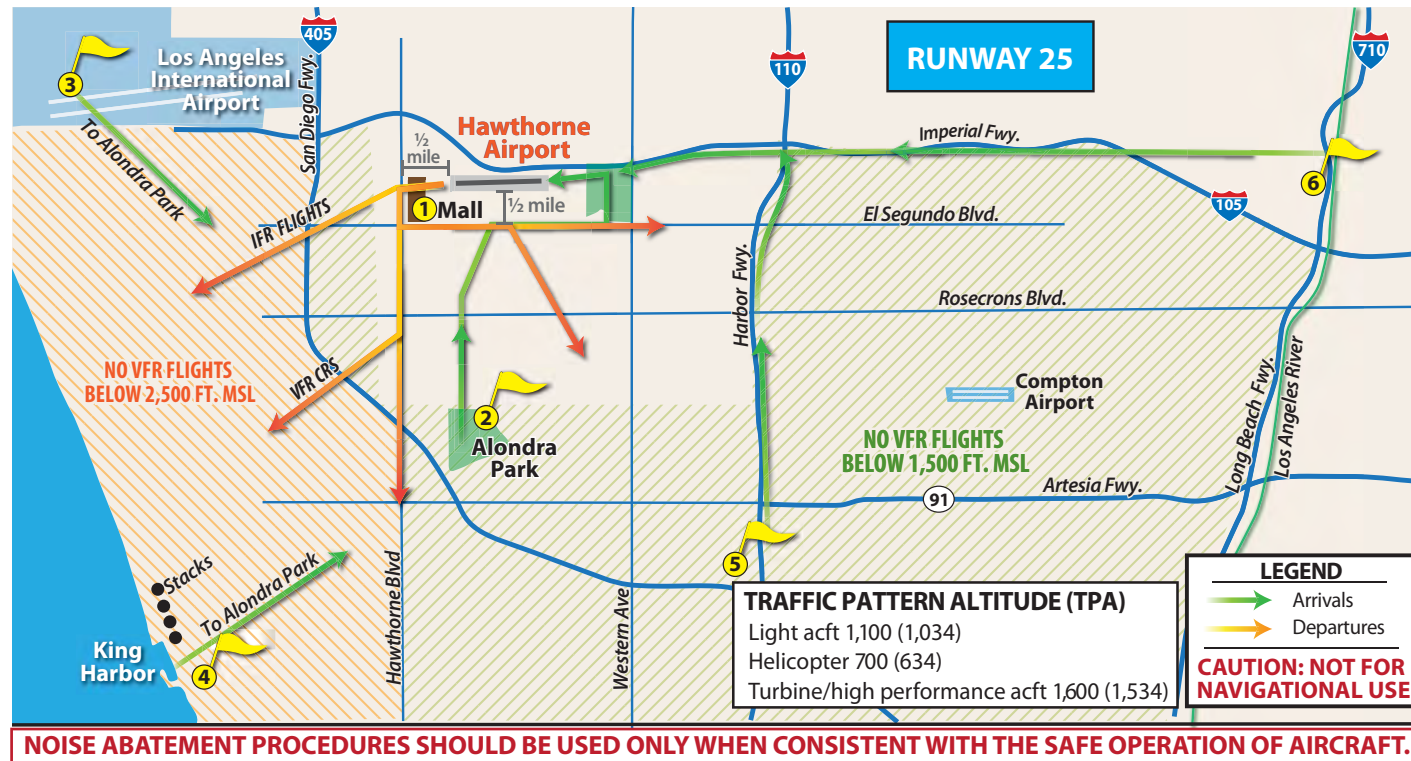 RUNWAY 25
405
110
710
3
Los Angeles
International
Airport
San Diego Fwy.
To Alondra Park
½
mile
Hawthorne
Airport
Imperial Fwy.
6
105
1
Mall
½ mile
El Segundo Blvd.
IFR FLIGHTS
Harbor Fwy.
Rosecrons Blvd.
NO VFR FLIGHTS
BELOW 2,500 FT. MSL
VFR CRS
2
Alondra
Park
Compton
Airport
NO VFR FLIGHTS
BELOW 1,500 FT. MSL
Long Beach Fwy.
Los Angeles River
91
Artesia Fwy.
5
Stacks
To Alondra Park
King
Harbor
4
Hawthorne Blvd
Western Ave
TRAFFIC PATTERN ALTITUDE (TPA)
Light acft 1,100 (1,034)
Helicopter 700 (634)
Turbine/high performance acft 1,600 (1,534)
LEGEND
Arrivals
Departures
CAUTION: NOT FOR
NAVIGATIONAL USE
NOISE ABATEMENT PROCEDURES SHOULD BE USED ONLY WHEN CONSISTENT WITH THE SAFE OPERATION OF AIRCRAFT.